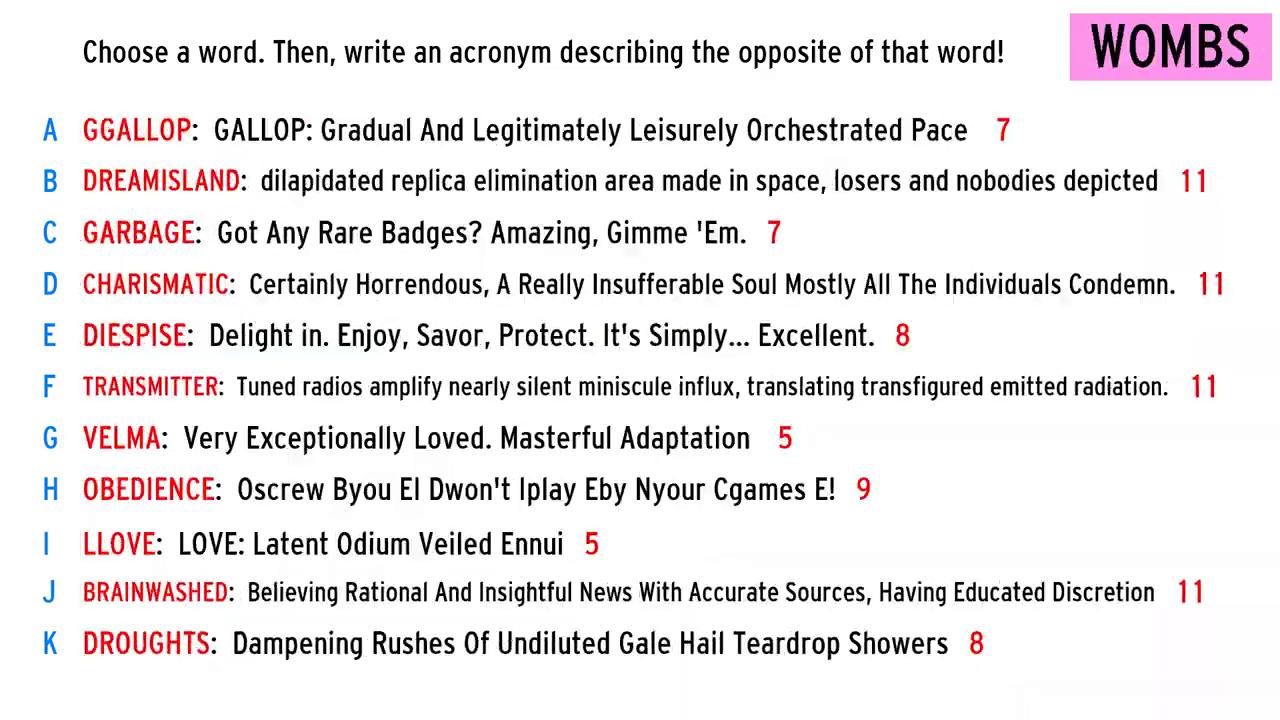 Choose a word. Then, write an acronym describing the opposite of that word!
WOMBS
A GGALLOP: GALLOP: Gradual And Legitimately Leisurely Orchestrated Pace 7
B DREAMISLAND: dilapidated replica elimination area made in space, losers and nobodies depicted 11
C GARBAGE: Got Any Rare Badges? Amazing, Gimme 'Em. 7
D CHARISMATIC: Certainly Horrendous, A Really Insufferable Soul Mostly All The Individuals Condemn. 11
E DIESPISE: Delight in. Enjoy, Savor, Protect. It's Simply... Excellent. 8
F TRANSMITTER: Tuned radios amplify nearly silent miniscule influx, translating transfigured emitted radiation. 11
G VELMA: Very Exceptionally Loved. Masterful Adaptation 5
H OBEDIENCE: Oscrew Byou El Dwon't Iplay Eby Nyour Cgames E! 9
I LLOVE: LOVE: Latent Odium Veiled Ennui 5
J BRAINWASHED: Believing Rational And Insightful News With Accurate Sources, Having Educated Discretion 11
K DROUGHTS: Dampening Rushes Of Undiluted Gale Hail Teardrop Showers 8